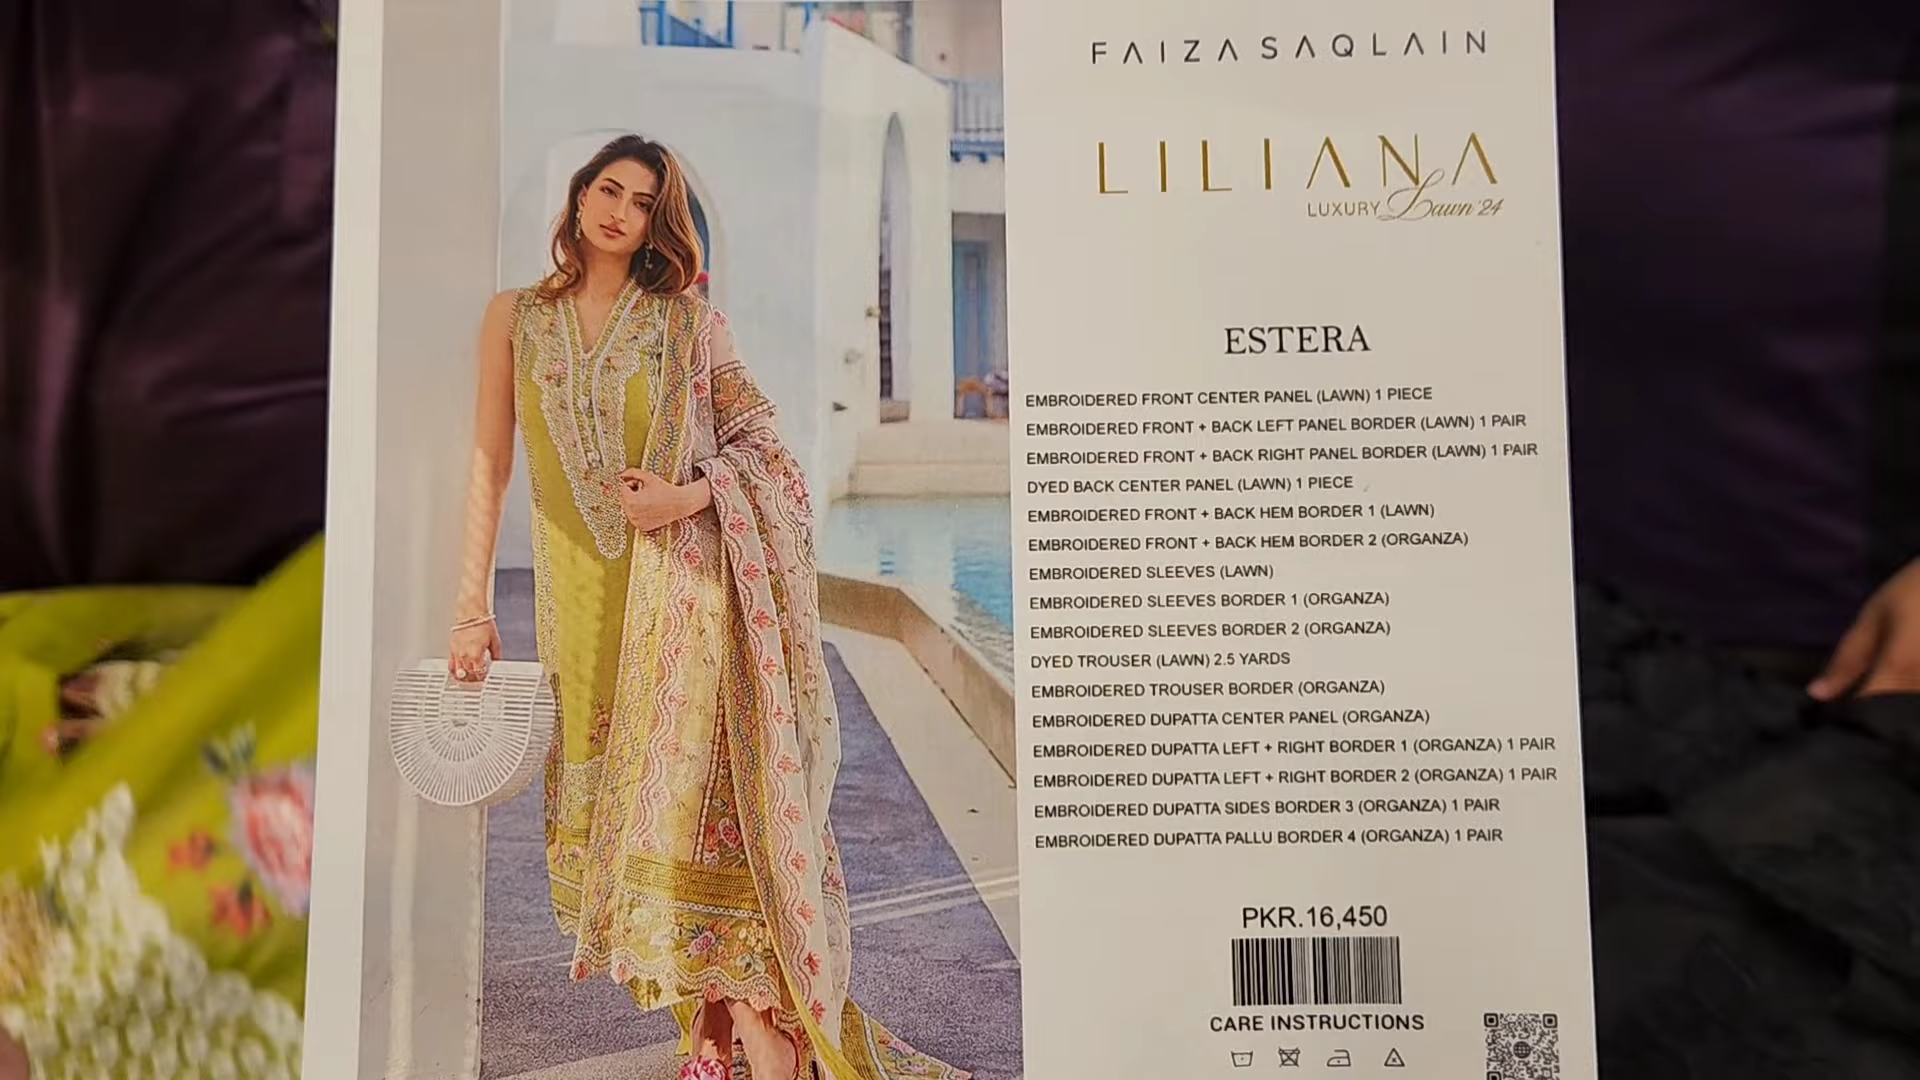 FAIZA SAQLAIN
LILIANA
LUXURY Lawn '24
ESTERA
EMBROIDERED FRONT CENTER PANEL (LAWN) 1 PIECE
EMBROIDERED FRONT + BACK LEFT PANEL BORDER (LAWN) 1 PAIR
EMBROIDERED FRONT + BACK RIGHT PANEL BORDER (LAWN) 1 PAIR
DYED BACK CENTER PANEL (LAWN) 1 PIECE
EMBROIDERED FRONT + BACK HEM BORDER 1 (LAWN)
EMBROIDERED FRONT + BACK HEM BORDER 2 (ORGANZA)
EMBROIDERED SLEEVES (LAWN)
EMBROIDERED SLEEVES BORDER 1 (ORGANZA)
EMBROIDERED SLEEVES BORDER 2 (ORGANZA)
DYED TROUSER (LAWN) 2.5 YARDS
EMBROIDERED TROUSER BORDER (ORGANZA)
EMBROIDERED DUPATTA CENTER PANEL (ORGANZA)
EMBROIDERED DUPATTA LEFT + RIGHT BORDER 1 (ORGANZA) 1 PAIR
EMBROIDERED DUPATTA LEFT + RIGHT BORDER 2 (ORGANZA) 1 PAIR
EMBROIDERED DUPATTA SIDES BORDER 3 (ORGANZA) 1 PAIR
EMBROIDERED DUPATTA PALLU BORDER 4 (ORGANZA) 1 PAIR
PKR.16,450
CARE INSTRUCTIONS